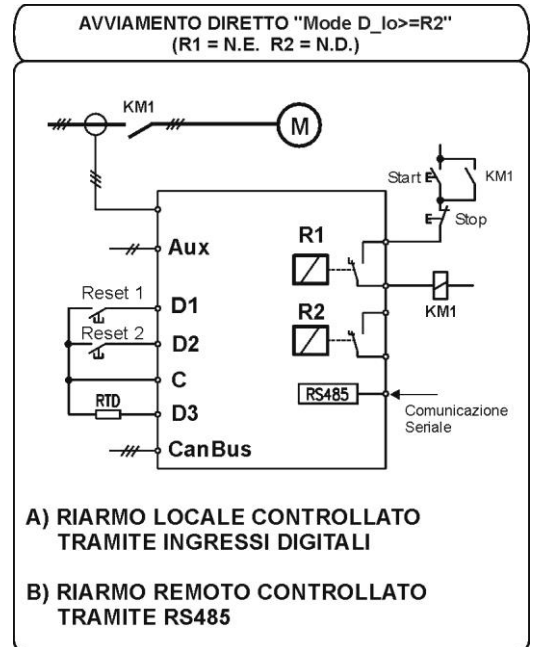 AVVIAMENTO DIRETTO "Mode D_Io>=R2"
(R1 = N.E. R2 = N.D.)
KM1
M
Start
KM1
Stop
R1
Aux
Reset 1
D1
KM1
R2
Reset 2
D2
C
RTD
D3
RS485
Comunicazione
Seriale
CanBus
A) RIARMO LOCALE CONTROLLATO
TRAMITE INGRESSI DIGITALI
B) RIARMO REMOTO CONTROLLATO
TRAMITE RS485